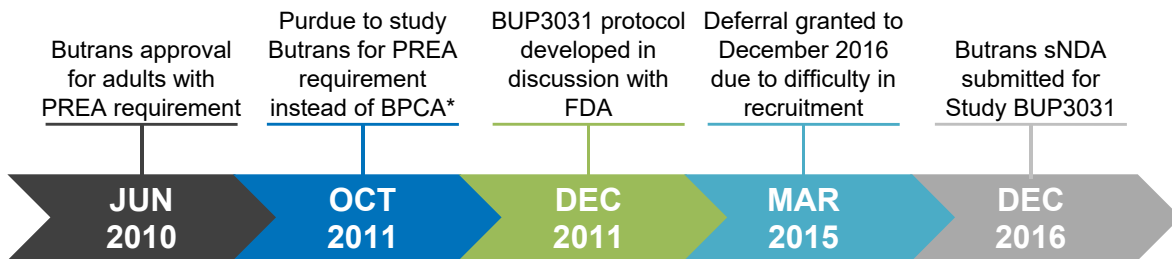 Butrans approval
for adults with
PREA requirement
Purdue to study
Butrans for PREA
requirement
instead of BPCA*
BUP3031 protocol
developed in
discussion with
FDA
Deferral granted to
December 2016
due to difficulty in
recruitment
Butrans sNDA
submitted for
Study BUP3031
JUN
2010
OCT
2011
DEC
2011
MAR
2015
DEC
2016